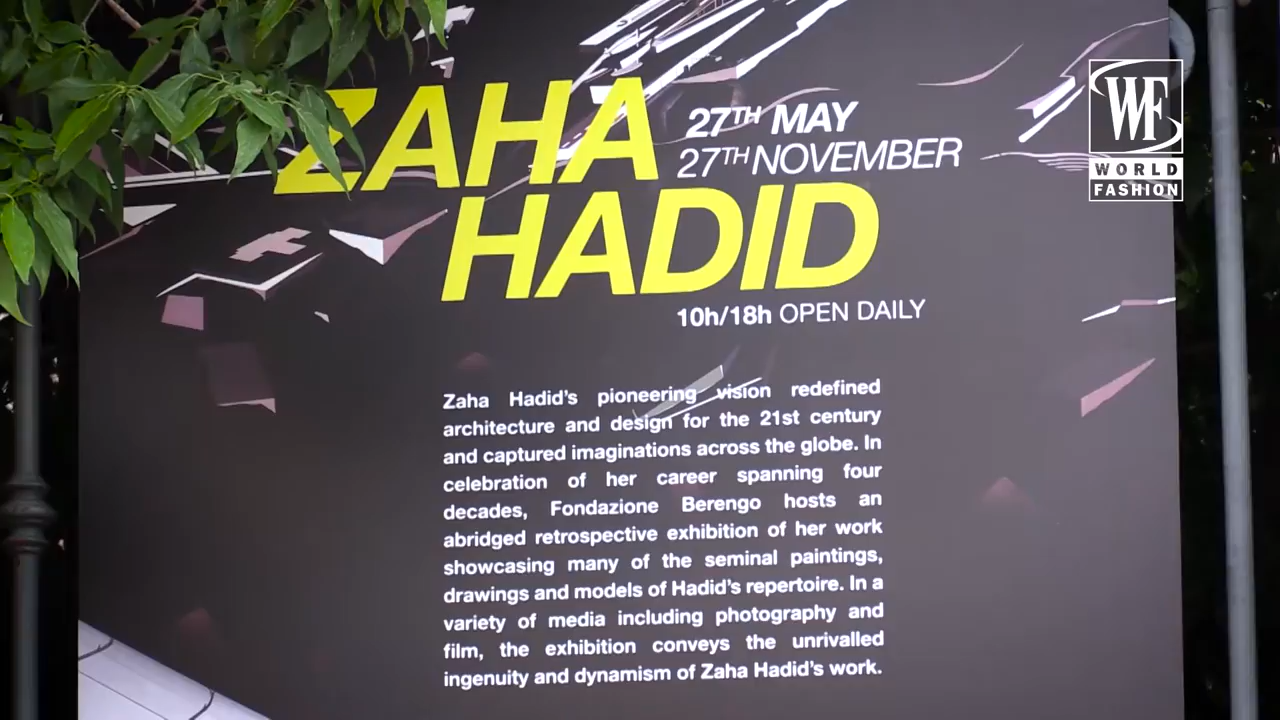 ZAHA
HADID
27TH MAY
27TH NOVEMBER
10h/18h OPEN DAILY
Zaha Hadid's pioneering vision redefined
architecture and design for the 21st century
and captured imaginations across the globe. In
celebration of her career spanning four
decades, Fondazione Berengo hosts an
abridged retrospective exhibition of her work
showcasing many of the seminal paintings,
drawings and models of Hadid's repertoire. In a
variety of media including photography and
film, the exhibition conveys the unrivalled
ingenuity and dynamism of Zaha Hadid's work.
WF
WORLD
FASHION